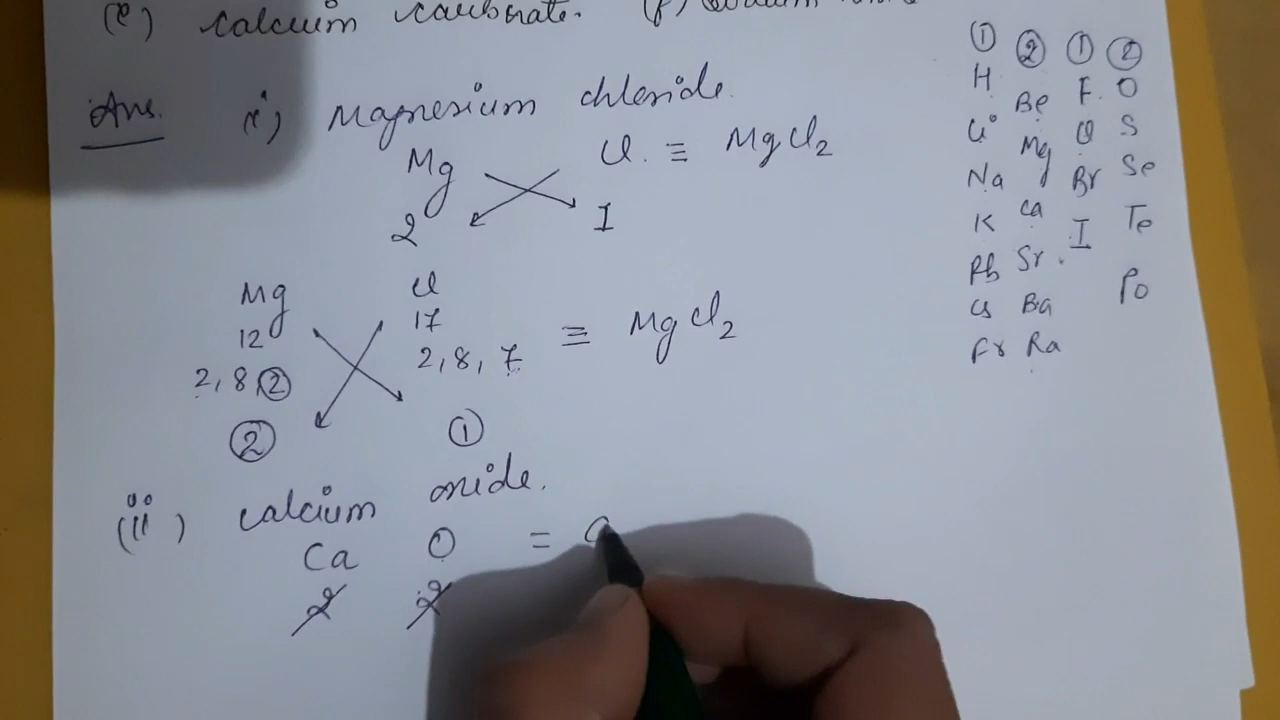 (e) calcium carbonate. (f)
Ans. i) Magnesium chloride.
Mg Cl ≡ MgCl2
2 I
Mg Cl
12 17 ≡ MgCl2
2,8,2 2,8,7
2 1
(ii) calcium oxide.
Ca O = C
2 2
1 2 1 2
H Be F. O
Li Mg Cl S
Na Ca Br Se
K Sr. I Te
Rb Ba Po
Cs Ra
Fr